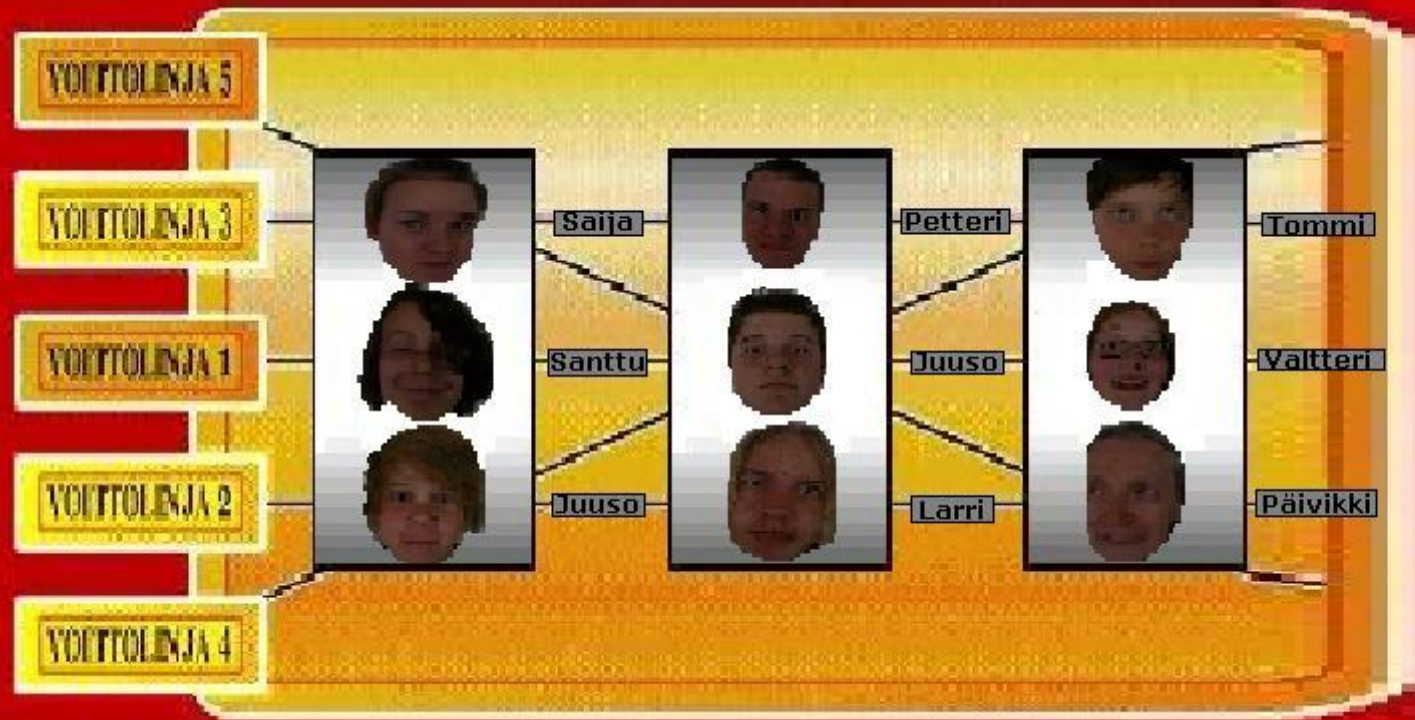 VOITTOLINJA 5
VOITTOLINJA 3
Saija
Petteri
Tommi
VOITTOLINJA 1
Santtu
Juuso
Valtteri
VOITTOLINJA 2
Juuso
Larri
Päivikki
VOITTOLINJA 4